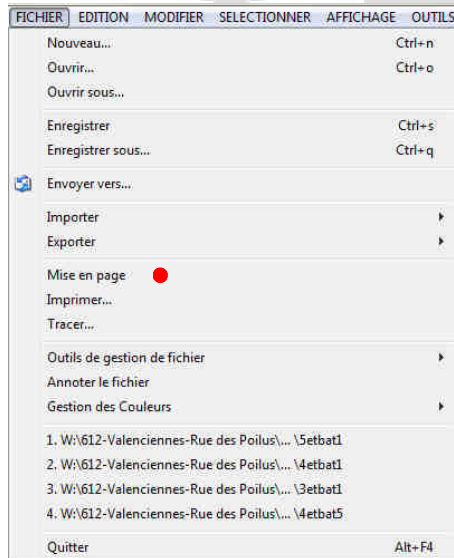 FICHIER EDITION MODIFIER SELECTIONNER AFFICHAGE OUTILS
Nouveau... Ctrl+n
Ouvrir... Ctrl+o
Ouvrir sous...
Enregistrer Ctrl+s
Enregistrer sous... Ctrl+q
Envoyer vers...
Importer
Exporter
Mise en page
Imprimer...
Tracer...
Outils de gestion de fichier
Annoter le fichier
Gestion des Couleurs
1. W:\612-Valenciennes-Rue des Poilus\... \5etbat1
2. W:\612-Valenciennes-Rue des Poilus\... \4etbat1
3. W:\612-Valenciennes-Rue des Poilus\... \3etbat1
4. W:\612-Valenciennes-Rue des Poilus\... \4etbat5
Quitter Alt+F4